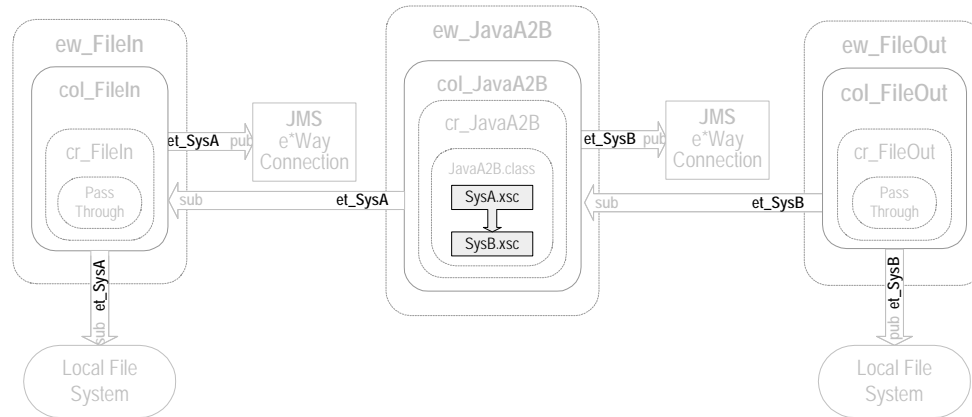 ew_FileIn
col_FileIn
cr_FileIn
Pass
Through
et_SysA
pub
JMS
e*Way
Connection
sub
et_SysA
et_SysA
sub
Local File
System
ew_JavaA2B
col_JavaA2B
cr_JavaA2B
JavaA2B.class
SysA.xsc
SysB.xsc
et_SysB
pub
JMS
e*Way
Connection
sub
et_SysB
ew_FileOut
col_FileOut
cr_FileOut
Pass
Through
et_SysB
pub
Local File
System